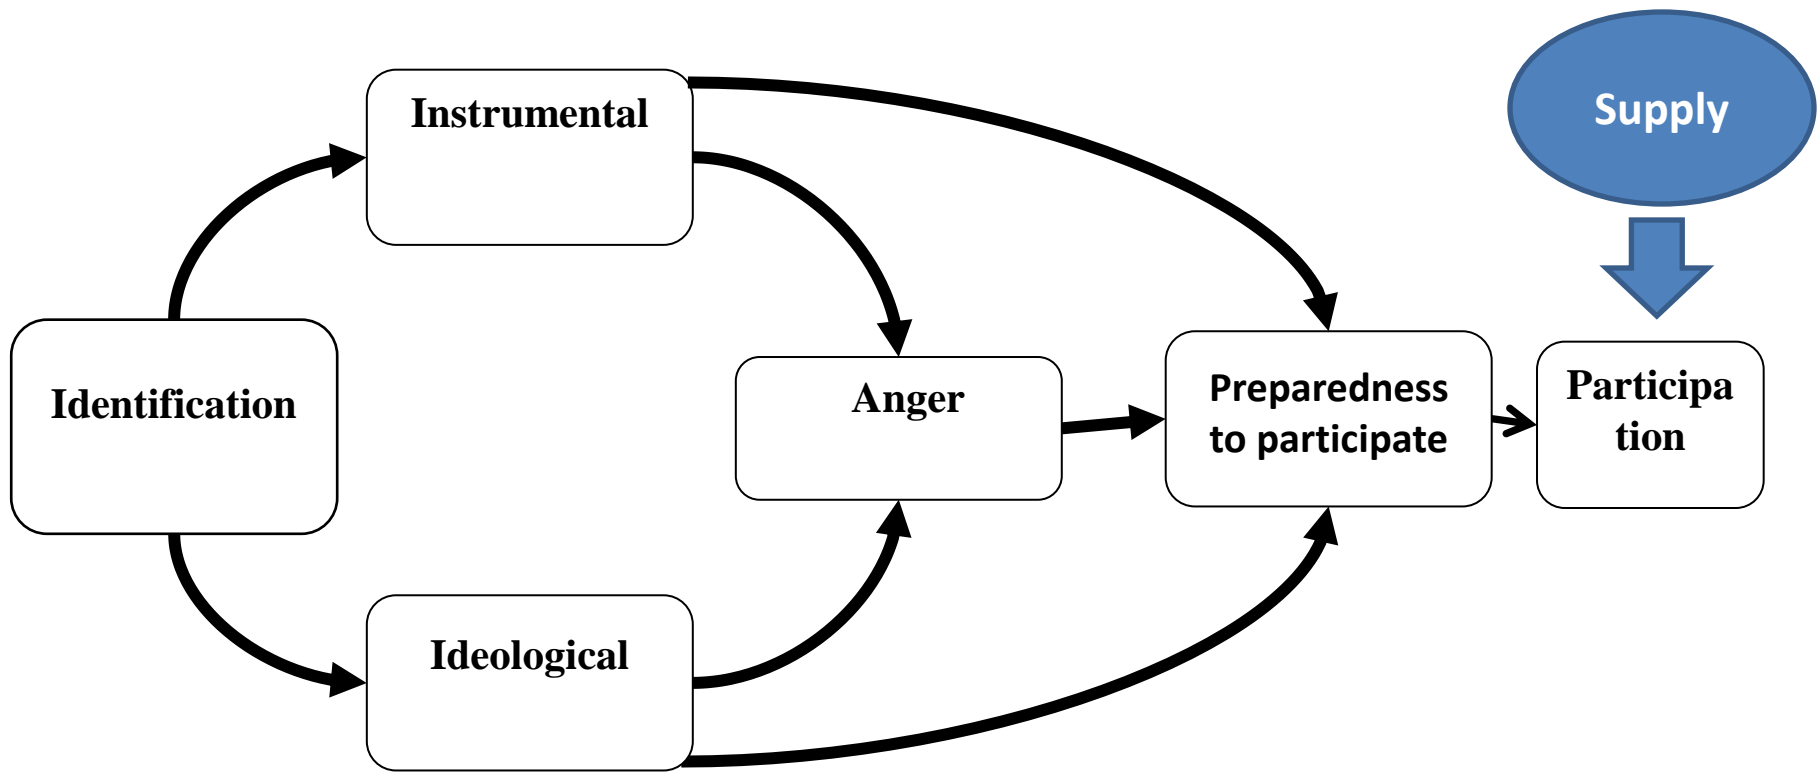 Instrumental
Supply
Identification
Anger
Preparedness
to participate
Participa
tion
Ideological